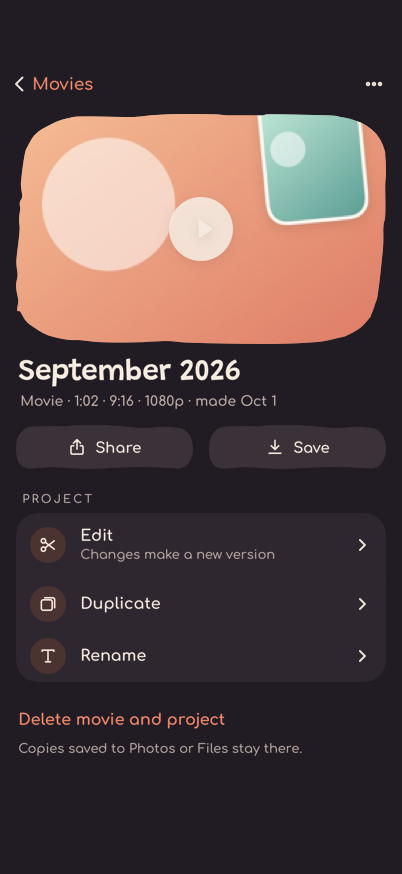 Movies
September 2026
Movie · 1:02 · 9:16 · 1080p · made Oct 1
Share
Save
PROJECT
Edit
Changes make a new version
Duplicate
Rename
Delete movie and project
Copies saved to Photos or Files stay there.